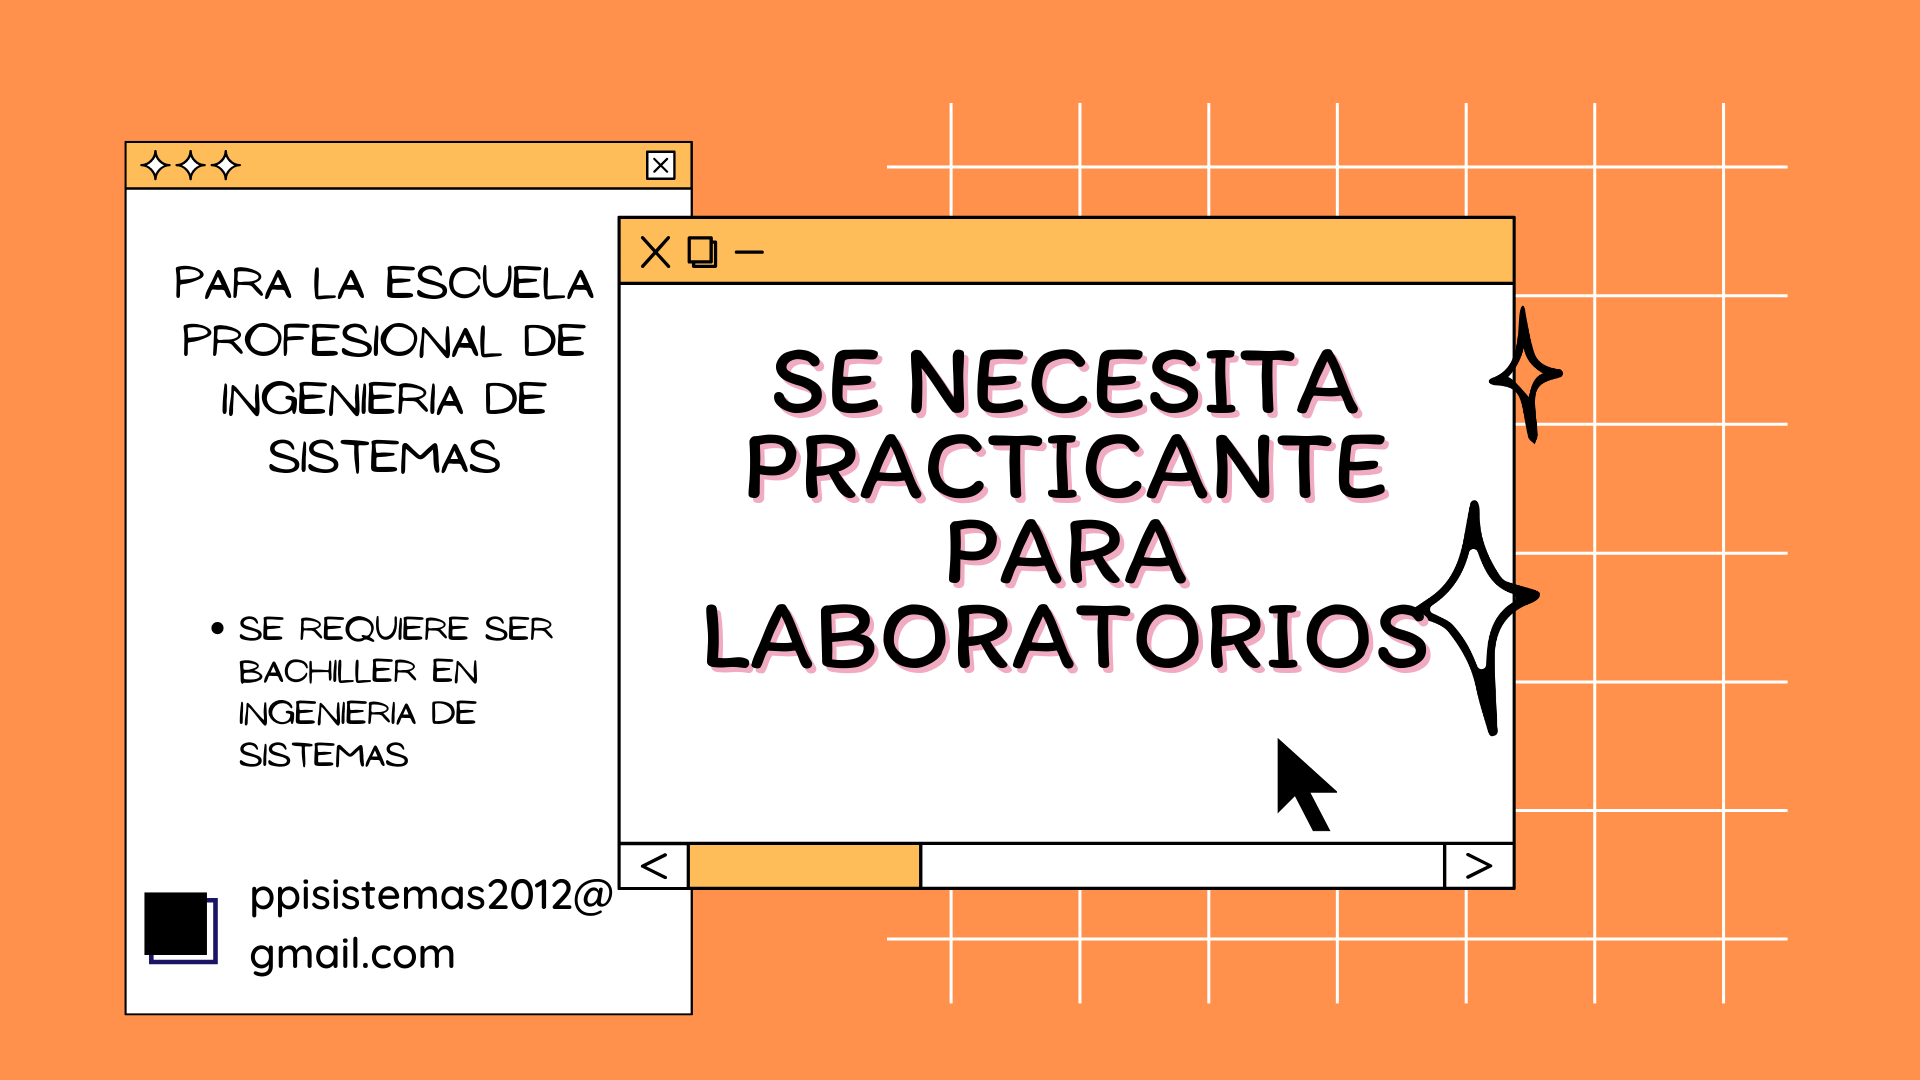 PARA LA ESCUELA
PROFESIONAL DE
INGENIERIA DE
SISTEMAS
• SE REQUIERE SER
BACHILLER EN
INGENIERIA DE
SISTEMAS
ppisistemas2012@
gmail.com
SE NECESITA
PRACTICANTE
PARA
LABORATORIOS